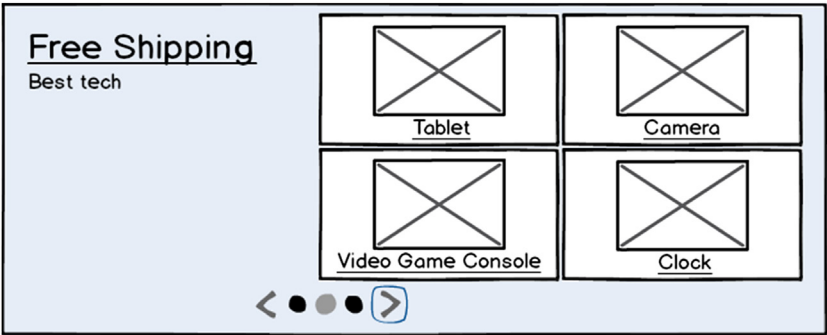 Free Shipping
Best tech
Tablet
Camera
Video Game Console
Clock